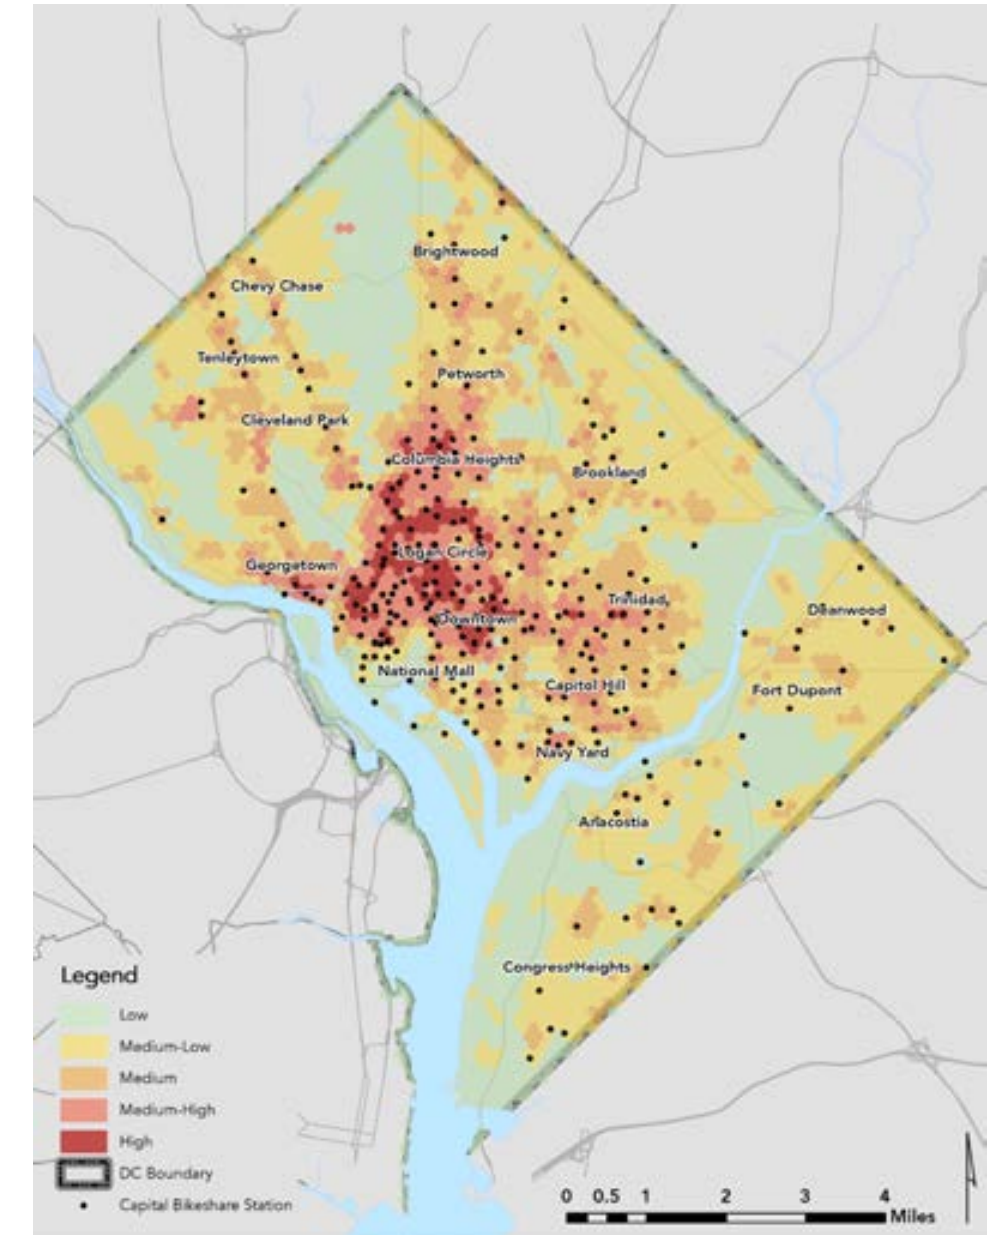 Brightwood
Chevy Chase
Tenleytown
Petworth
Cleveland Park
Columbia Heights
Brookland
Logan Circle
Georgetown
Trinidad
Deanwood
Downtown
National Mall
Capitol Hill
Fort Dupont
Navy Yard
Anacostia
Congress Heights
Legend
Low
Medium-Low
Medium
Medium-High
High
DC Boundary
Capital Bikeshare Station
0 0.5 1 2 3 4
Miles